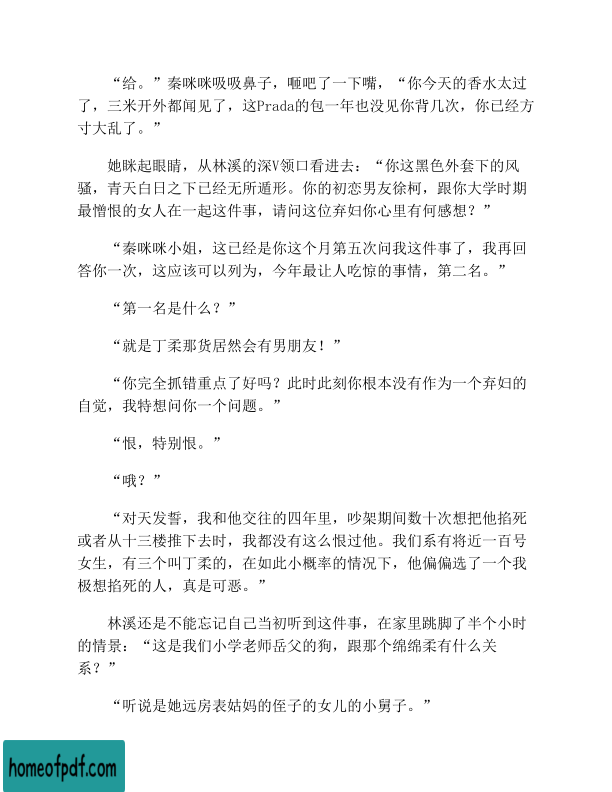 “给。”秦咪咪吸吸鼻子，咂吧了一下嘴，“你今天的香水太过
了，三米开外都闻见了，这Prada的包一年也没见你背几次，你已经方
寸大乱了。”
她眯起眼睛，从林溪的深V领口看进去：“你这黑色外套下的风
骚，青天白日之下已经无所遁形。你的初恋男友徐柯，跟你大学时期
最憎恨的女人在一起这件事，请问这位弃妇你心里有何感想？”
“秦咪咪小姐，这已经是你这个月第五次问我这件事了，我再回
答你一次，这应该可以列为，今年最让人吃惊的事情，第二名。”
“第一名是什么？”
“就是丁柔那货居然会有男朋友！”
“你完全抓错重点了好吗？此时此刻你根本没有作为一个弃妇的
自觉，我特想问你一个问题。”
“恨，特别恨。”
“哦？”
“对天发誓，我和他交往的四年里，吵架期间数十次想把他掐死
或者从十三楼推下去时，我都没有这么恨过他。我们系有将近一百号
女生，有三个叫丁柔的，在如此小概率的情况下，他偏偏选了一个我
极想掐死的人，真是可恶。”
林溪还是不能忘记自己当初听到这件事，在家里跳脚了半个小时
的情景：“这是我们小学老师岳父的狗，跟那个绵绵柔有什么关
系？”
“听说是她远房表姑妈的侄子的女儿的小舅子。”
homeofpdf.com